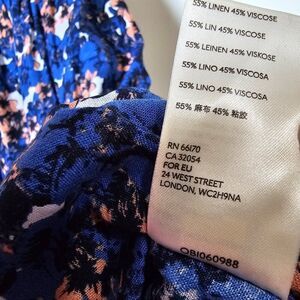 55% LINEN 45% VISCOSE
55% LIN 45% VISCOSE
55% LEINEN 45% VISKOSE
55% LINO 45% VISCOSA
55% LINO 45% VISCOSA
55% 麻布 45% 粘胶
RN 66170
CA 32054
FOR EU
24 WEST STREET
LONDON, WC2H9NA
OBI060988